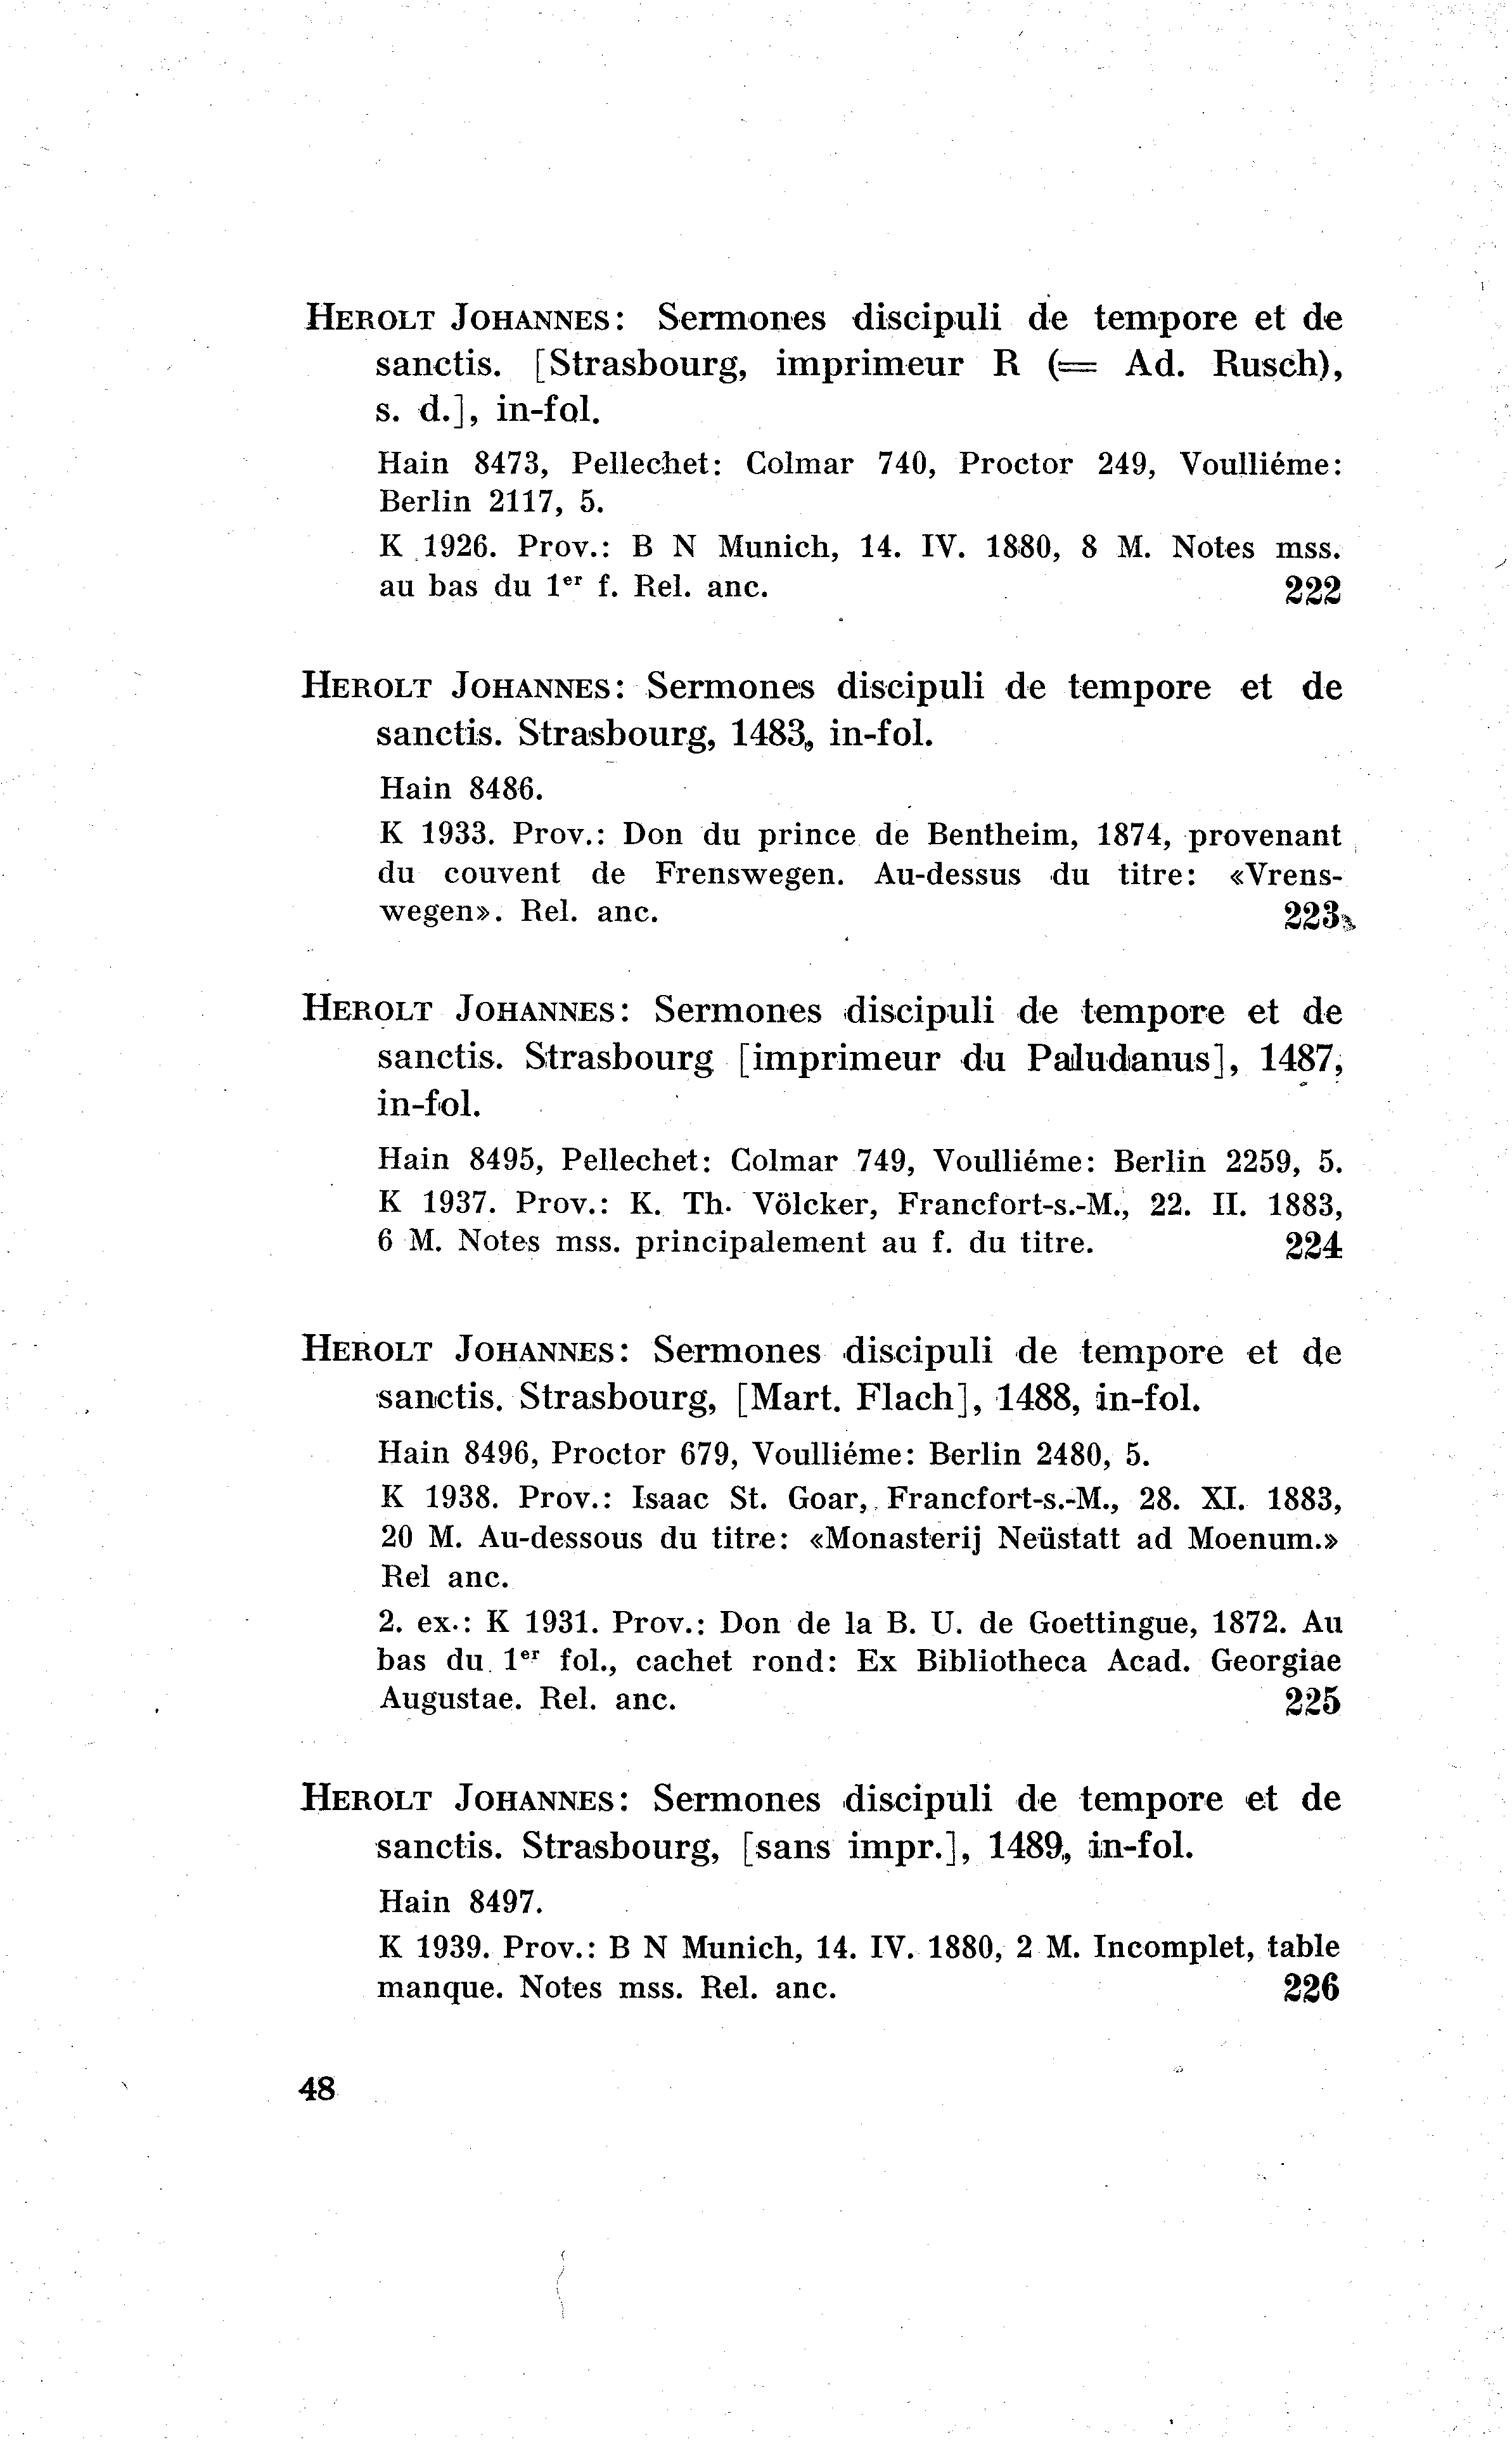 HEROLT JOHANNES: Sermones discipuli de tempore et de
sanctis. [Strasbourg, imprimeur R (= Ad. Rusch),
s. d.], in-fol.
Hain 8473, Pellechet: Colmar 740, Proctor 249, Voulliéme:
Berlin 2117, 5.
K 1926. Prov.: B N Munich, 14. IV. 1880, 8 M. Notes mss.
au bas du 1er f. Rel. anc. 222
HEROLT JOHANNES: Sermones discipuli de tempore et de
sanctis. Strasbourg, 1483, in-fol.
Hain 8486.
K 1933. Prov.: Don du prince de Bentheim, 1874, provenant
du couvent de Frenswegen. Au-dessus du titre: «Vrens-
wegen». Rel. anc. 223
HEROLT JOHANNES: Sermones discipuli de tempore et de
sanctis. Strasbourg [imprimeur du Paludanus], 1487,
in-fol.
Hain 8495, Pellechet: Colmar 749, Voulliéme: Berlin 2259, 5.
K 1937. Prov.: K. Th. Völcker, Francfort-s.-M., 22. II. 1883,
6 M. Notes mss. principalement au f. du titre. 224
HEROLT JOHANNES: Sermones discipuli de tempore et de
sanctis. Strasbourg, [Mart. Flach], 1488, in-fol.
Hain 8496, Proctor 679, Voulliéme: Berlin 2480, 5.
K 1938. Prov.: Isaac St. Goar, Francfort-s.-M., 28. XI. 1883,
20 M. Au-dessous du titre: «Monasterij Neüstatt ad Moenum.»
Rel anc.
2. ex.: K 1931. Prov.: Don de la B. U. de Goettingue, 1872. Au
bas du 1er fol., cachet rond: Ex Bibliotheca Acad. Georgiae
Augustae. Rel. anc. 225
HEROLT JOHANNES: Sermones discipuli de tempore et de
sanctis. Strasbourg, [sans impr.], 1489, in-fol.
Hain 8497.
K 1939. Prov.: B N Munich, 14. IV. 1880, 2 M. Incomplet, table
manque. Notes mss. Rel. anc. 226
48